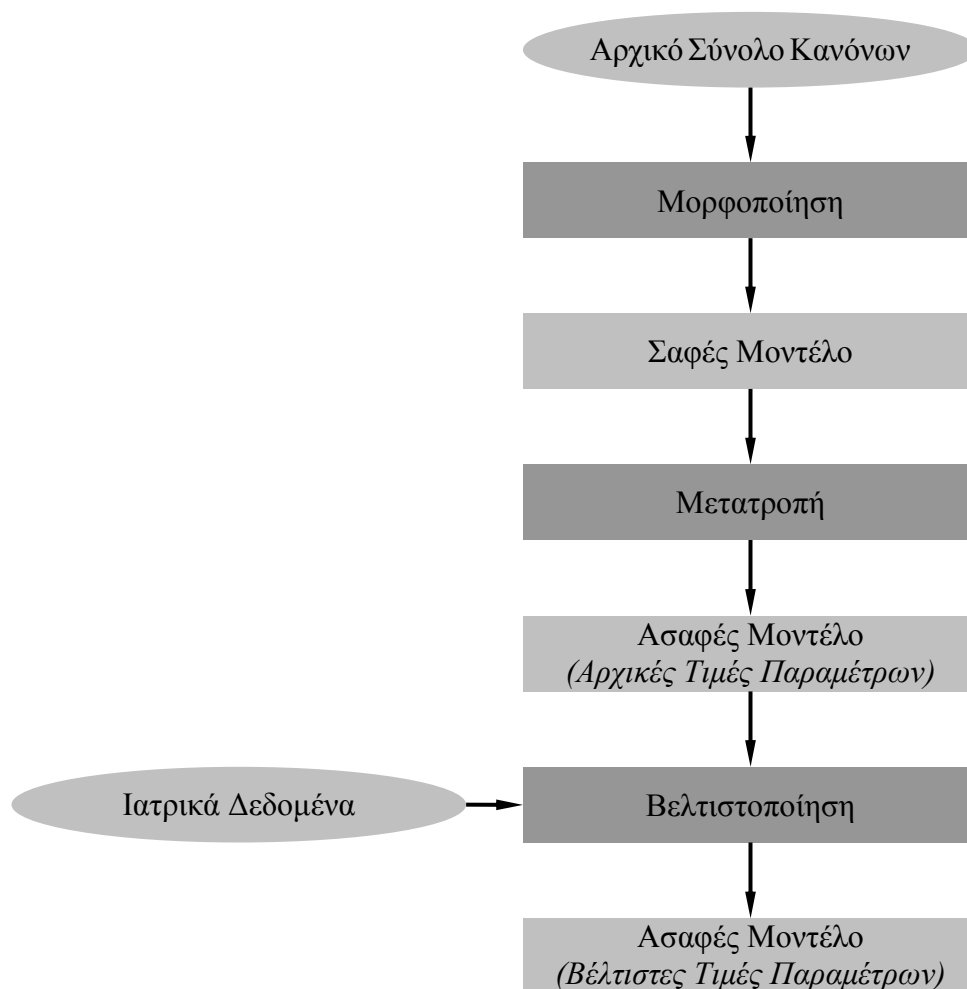 Αρχικό Σύνολο Κανόνων
Μορφοποίηση
Σαφές Μοντέλο
Μετατροπή
Ασαφές Μοντέλο
(Αρχικές Τιμές Παραμέτρων)
Ιατρικά Δεδομένα
Βελτιστοποίηση
Ασαφές Μοντέλο
(Βέλτιστες Τιμές Παραμέτρων)